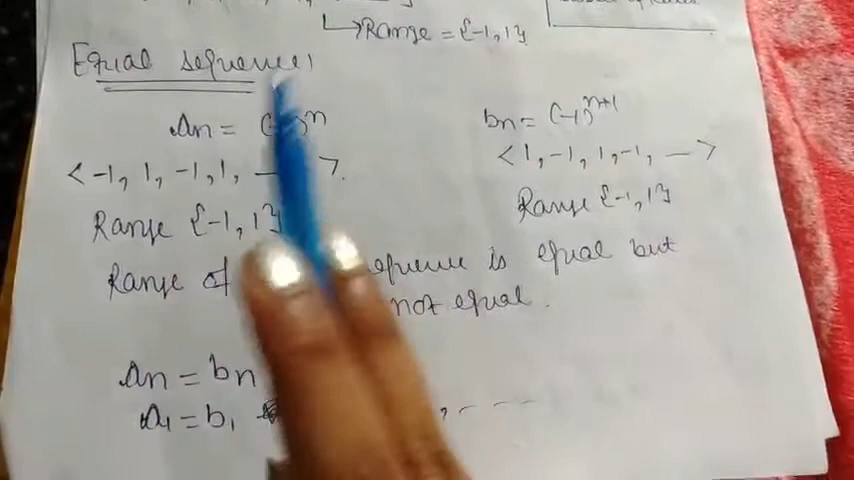 Range = {-1, 1}
Equal sequence
an = (-1)^n bn = (-1)^n+1
<-1, 1, -1, 1, — > <1, -1, 1, -1, — >
Range {-1, 1} Range {-1, 1}
Range of is equal but
not equal.
an = bn
a1 = b1 , - - - -